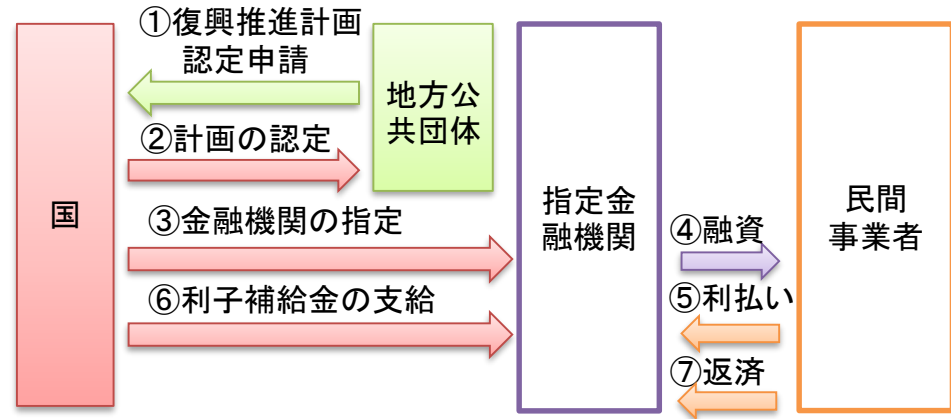 ①復興推進計画
認定申請
地方公
共団体
②計画の認定
国
③金融機関の指定
⑥利子補給金の支給
指定金
融機関
④融資
⑤利払い
⑦返済
民間
事業者